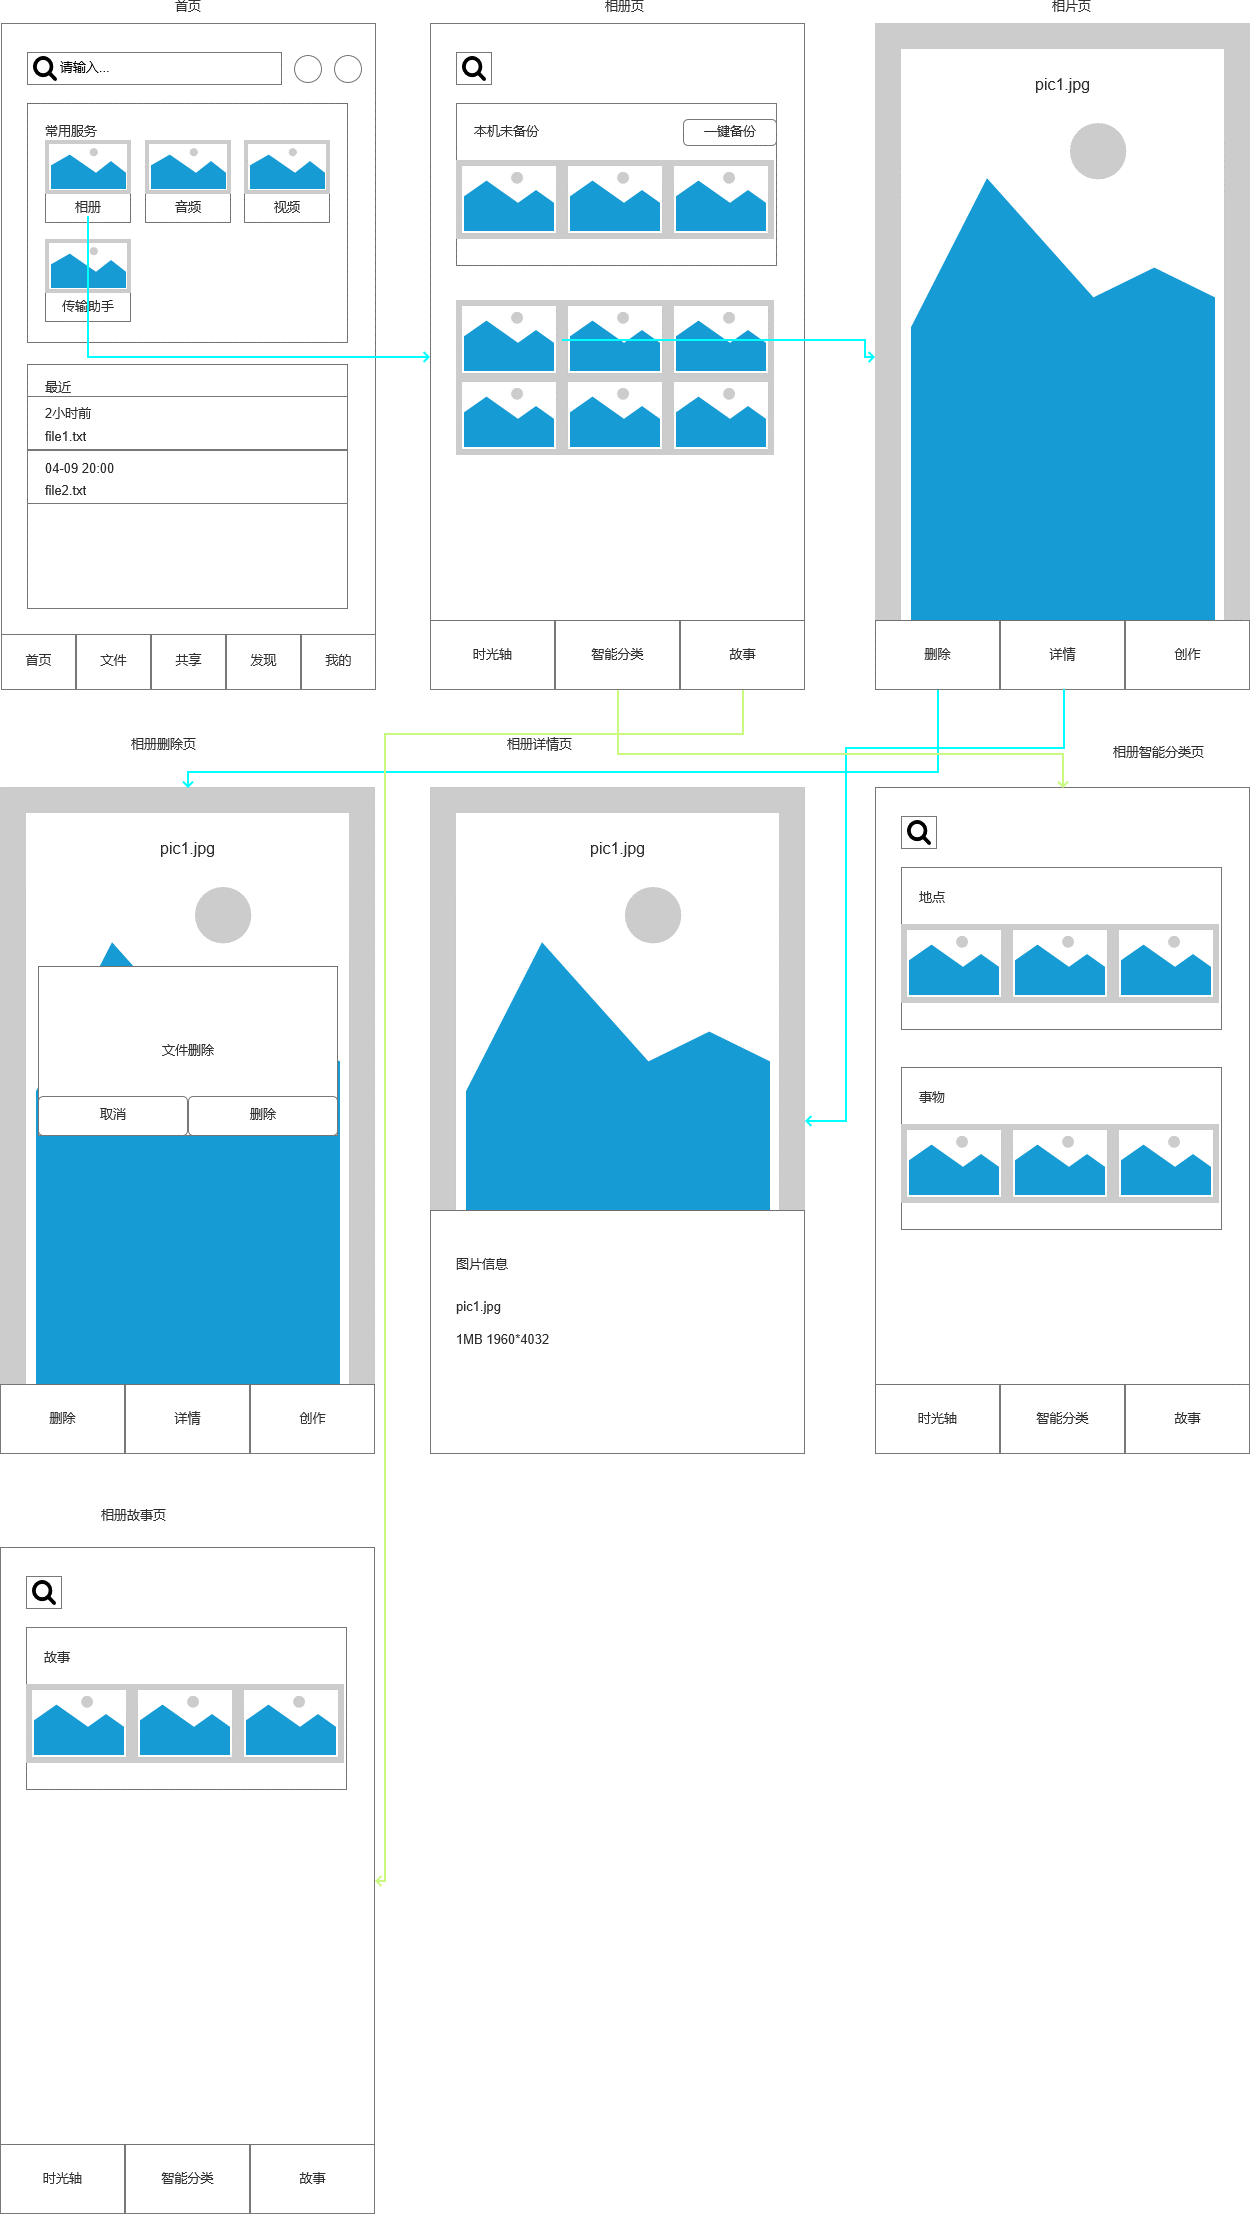 首页
请输入...
常用服务
相册
音频
视频
传输助手
最近
2小时前
file1.txt
04-09 20:00
file2.txt
首页
文件
共享
发现
我的
相册页
本机未备份
一键备份
时光轴
智能分类
故事
相片页
pic1.jpg
删除
详情
创作
相册删除页
pic1.jpg
文件删除
取消
删除
删除
详情
创作
相册详情页
pic1.jpg
图片信息
pic1.jpg
1MB 1960*4032
相册智能分类页
地点
事物
时光轴
智能分类
故事
相册故事页
故事
时光轴
智能分类
故事